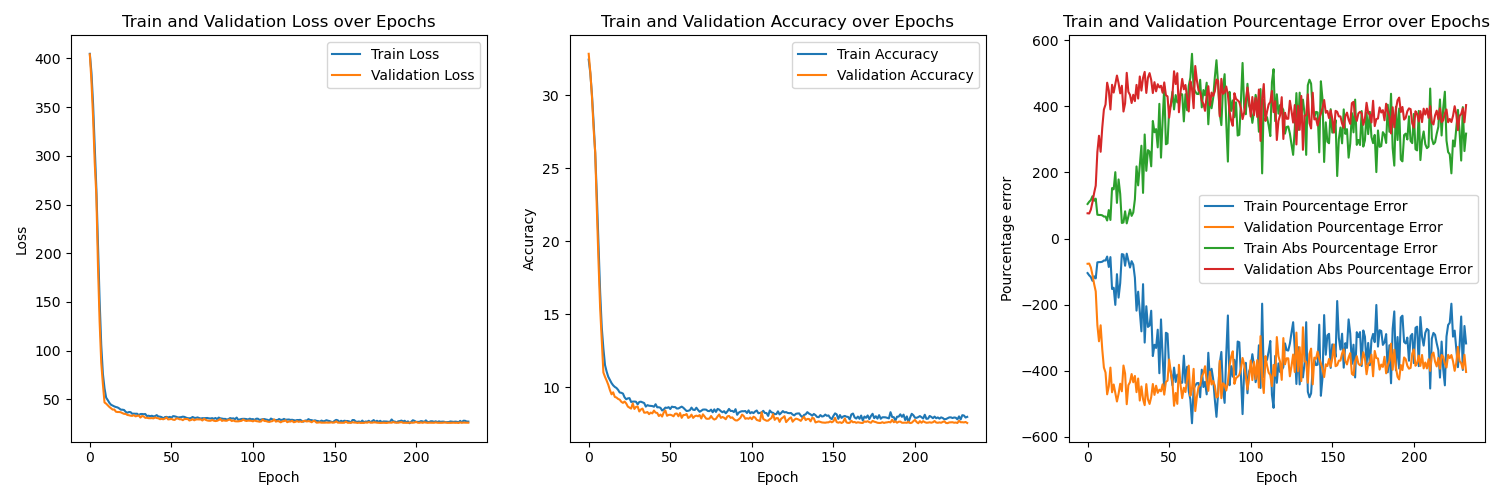 Train and Validation Loss over Epochs
Train Loss
Validation Loss
400
350
300
250
200
150
100
50
Loss
0
50
100
150
200
Epoch
Train and Validation Accuracy over Epochs
Train Accuracy
Validation Accuracy
30
25
20
15
10
Accuracy
0
50
100
150
200
Epoch
Train and Validation Pourcentage Error over Epochs
600
400
200
0
−200
−400
−600
Pourcentage error
Train Pourcentage Error
Validation Pourcentage Error
Train Abs Pourcentage Error
Validation Abs Pourcentage Error
0
50
100
150
200
Epoch